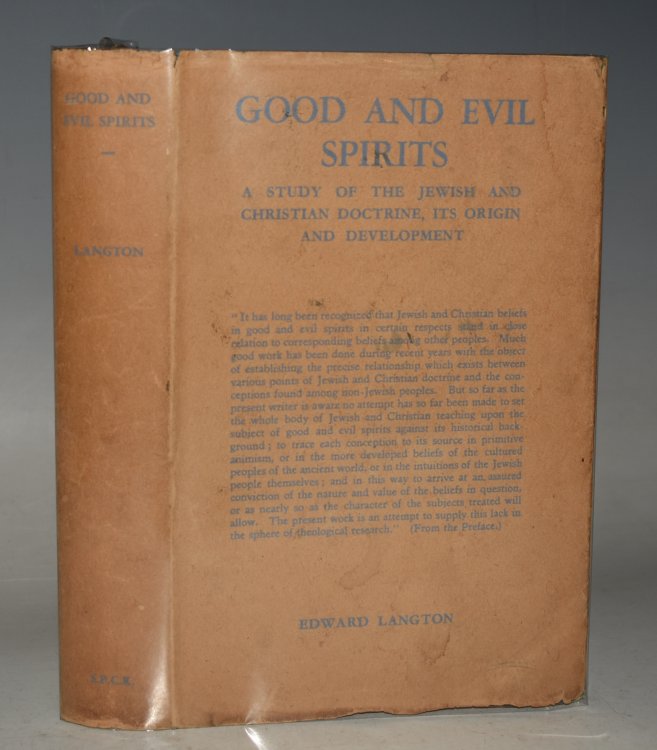 GOOD AND
EVIL SPIRITS
LANGTON
S.P.C.K.
GOOD AND EVIL
SPIRITS
A STUDY OF THE JEWISH AND
CHRISTIAN DOCTRINE, ITS ORIGIN
AND DEVELOPMENT
"It has long been recognized that Jewish and Christian beliefs
in good and evil spirits in certain respects stand in close
relation to corresponding beliefs among other peoples. Much
good work has been done during recent years with the object
of establishing the precise relationship which exists between
various points of Jewish and Christian doctrine and the con-
ceptions found among non-Jewish peoples. But so far as the
present writer is aware no attempt has so far been made to set
the whole body of Jewish and Christian teaching upon the
subject of good and evil spirits against its historical back-
ground; to trace each conception to its source in primitive
animism, or in the more developed beliefs of the cultured
peoples of the ancient world, or in the intuitions of the Jewish
people themselves; and in this way to arrive at an assured
conviction of the nature and value of the beliefs in question,
or as nearly so as the character of the subjects treated will
allow. The present work is an attempt to supply this lack in
the sphere of theological research." (From the Preface.)
EDWARD LANGTON